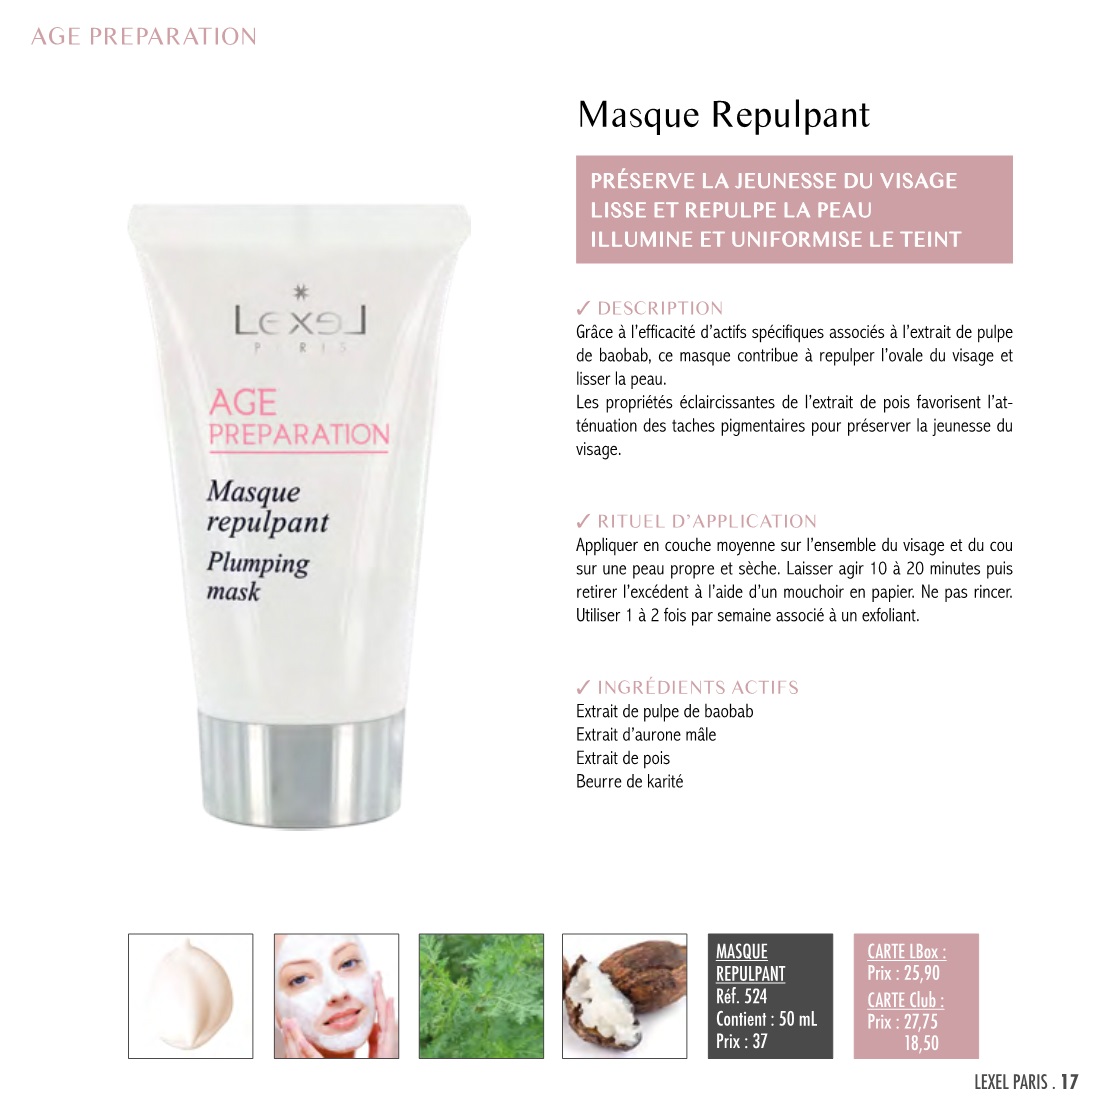 AGE PREPARATION
Masque Repulpant
PRÉSERVE LA JEUNESSE DU VISAGE
LISSE ET REPULPE LA PEAU
ILLUMINE ET UNIFORMISE LE TEINT
✓ DESCRIPTION
Grâce à l'efficacité d'actifs spécifiques associés à l'extrait de pulpe
de baobab, ce masque contribue à repulper l'ovale du visage et
lisser la peau.
Les propriétés éclaircissantes de l'extrait de pois favorisent l'at-
ténuation des taches pigmentaires pour préserver la jeunesse du
visage.
✓ RITUEL D'APPLICATION
Appliquer en couche moyenne sur l'ensemble du visage et du cou
sur une peau propre et sèche. Laisser agir 10 à 20 minutes puis
retirer l'excédent à l'aide d'un mouchoir en papier. Ne pas rincer.
Utiliser 1 à 2 fois par semaine associé à un exfoliant.
✓ INGRÉDIENTS ACTIFS
Extrait de pulpe de baobab
Extrait d'aurone mâle
Extrait de pois
Beurre de karité
Lexel
PARIS
AGE
PREPARATION
Masque
repulpant
Plumping
mask
MASQUE
REPULPANT
Réf. 524
Contient : 50 mL
Prix : 37
CARTE LBox :
Prix : 25,90
CARTE Club :
Prix : 27,75
18,50
LEXEL PARIS . 17